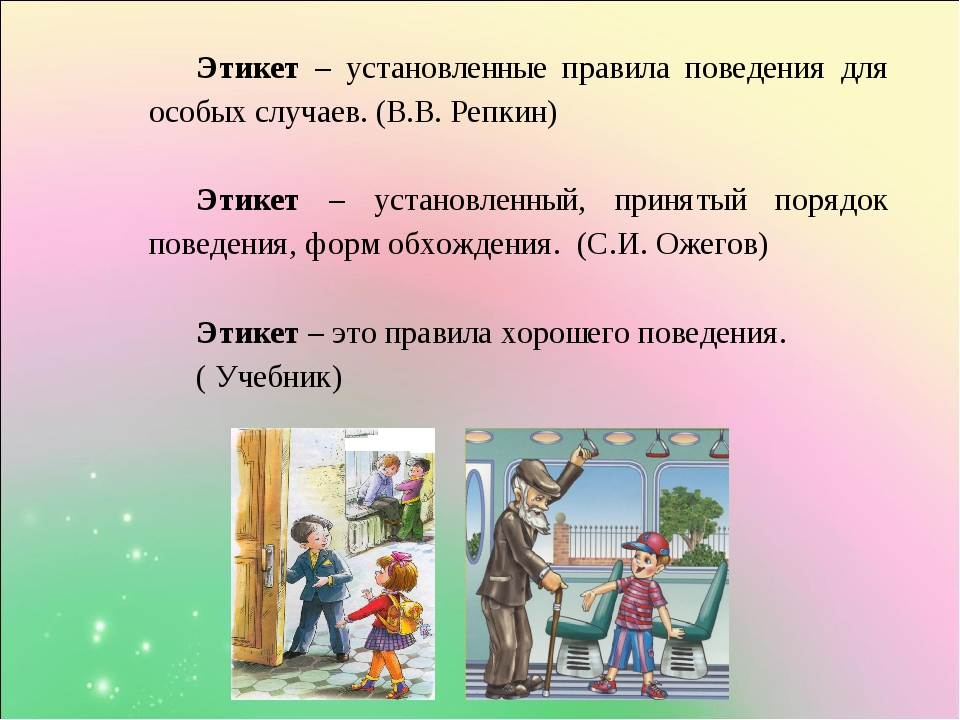 Этикет – установленные правила поведения для
особых случаев. (В.В. Репкин)
Этикет – установленный, принятый порядок
поведения, форм обхождения. (С.И. Ожегов)
Этикет – это правила хорошего поведения.
( Учебник)